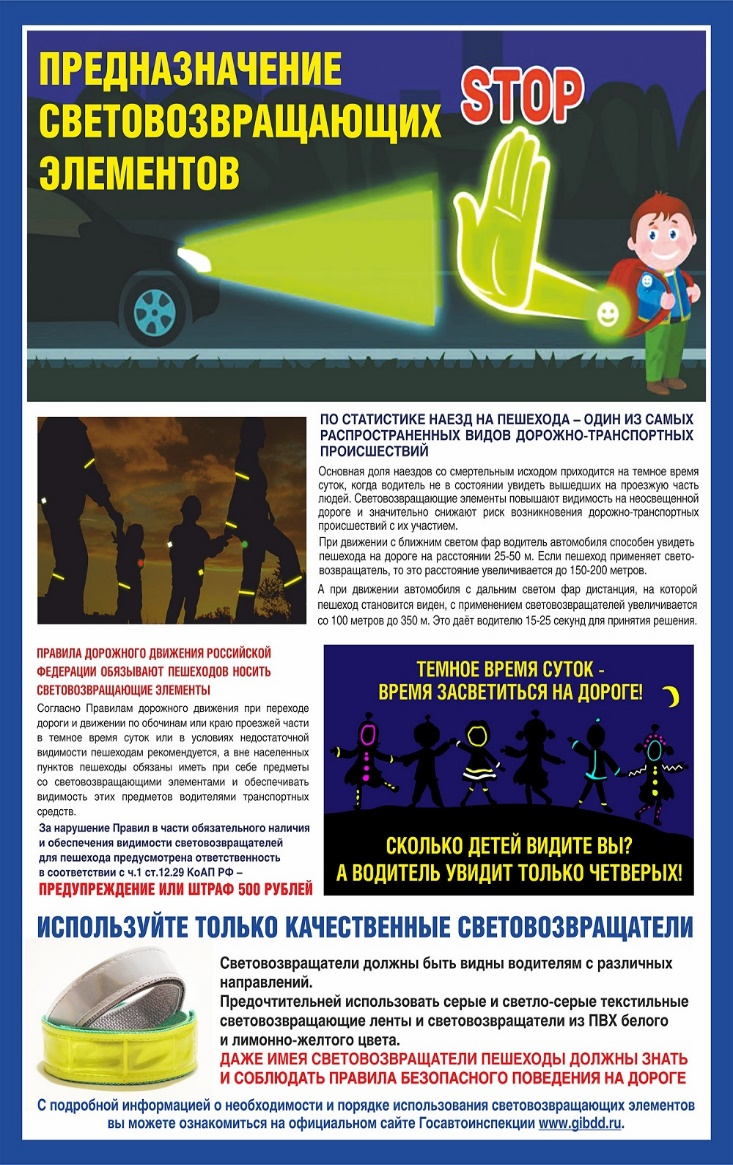 ПРЕДНАЗНАЧЕНИЕ
СВЕТОВОЗВРАЩАЮЩИХ
ЭЛЕМЕНТОВ
STOP
ПО СТАТИСТИКЕ НАЕЗД НА ПЕШЕХОДА – ОДИН ИЗ САМЫХ
РАСПРОСТРАНЕННЫХ ВИДОВ ДОРОЖНО-ТРАНСПОРТНЫХ
ПРОИСШЕСТВИЙ
Основная доля наездов со смертельным исходом приходится на темное время
суток, когда водитель не в состоянии увидеть вышедших на проезжую часть
людей. Световозвращающие элементы повышают видимость на неосвещенной
дороге и значительно снижают риск возникновения дорожно-транспортных
происшествий с их участием.
При движении с ближним светом фар водитель автомобиля способен увидеть
пешехода на дороге на расстоянии 25-50 м. Если пешеход применяет свето-
возвращатель, то это расстояние увеличивается до 150-200 метров.
А при движении автомобиля с дальним светом фар дистанция, на которой
пешеход становится виден, с применением световозвращателей увеличивается
со 100 метров до 350 м. Это даёт водителю 15-25 секунд для принятия решения.
ПРАВИЛА ДОРОЖНОГО ДВИЖЕНИЯ РОССИЙСКОЙ
ФЕДЕРАЦИИ ОБЯЗЫВАЮТ ПЕШЕХОДОВ НОСИТЬ
СВЕТОВОЗВРАЩАЮЩИЕ ЭЛЕМЕНТЫ
Согласно Правилам дорожного движения при переходе
дороги и движении по обочинам или краю проезжей части
в темное время суток или в условиях недостаточной
видимости пешеходам рекомендуется, а вне населенных
пунктов пешеходы обязаны иметь при себе предметы
со световозвращающими элементами и обеспечивать
видимость этих предметов водителями транспортных
средств.
За нарушение Правил в части обязательного наличия
и обеспечения видимости световозвращателей
для пешехода предусмотрена ответственность
в соответствии с ч.1 ст.12.29 КоАП РФ –
ПРЕДУПРЕЖДЕНИЕ ИЛИ ШТРАФ 500 РУБЛЕЙ
ТЕМНОЕ ВРЕМЯ СУТОК -
ВРЕМЯ ЗАСВЕТИТЬСЯ НА ДОРОГЕ!
СКОЛЬКО ДЕТЕЙ ВИДИТЕ ВЫ?
А ВОДИТЕЛЬ УВИДИТ ТОЛЬКО ЧЕТВЕРЫХ!
ИСПОЛЬЗУЙТЕ ТОЛЬКО КАЧЕСТВЕННЫЕ СВЕТОВОЗВРАЩАТЕЛИ
Световозвращатели должны быть видны водителям с различных
направлений.
Предочтительней использовать серые и светло-серые текстильные
световозвращающие ленты и световозвращатели из ПВХ белого
и лимонно-желтого цвета.
ДАЖЕ ИМЕЯ СВЕТОВОЗВРАЩАТЕЛИ ПЕШЕХОДЫ ДОЛЖНЫ ЗНАТЬ
И СОБЛЮДАТЬ ПРАВИЛА БЕЗОПАСНОГО ПОВЕДЕНИЯ НА ДОРОГЕ
С подробной информацией о необходимости и порядке использования световозвращающих элементов
вы можете ознакомиться на официальном сайте Госавтоинспекции www.gibdd.ru.